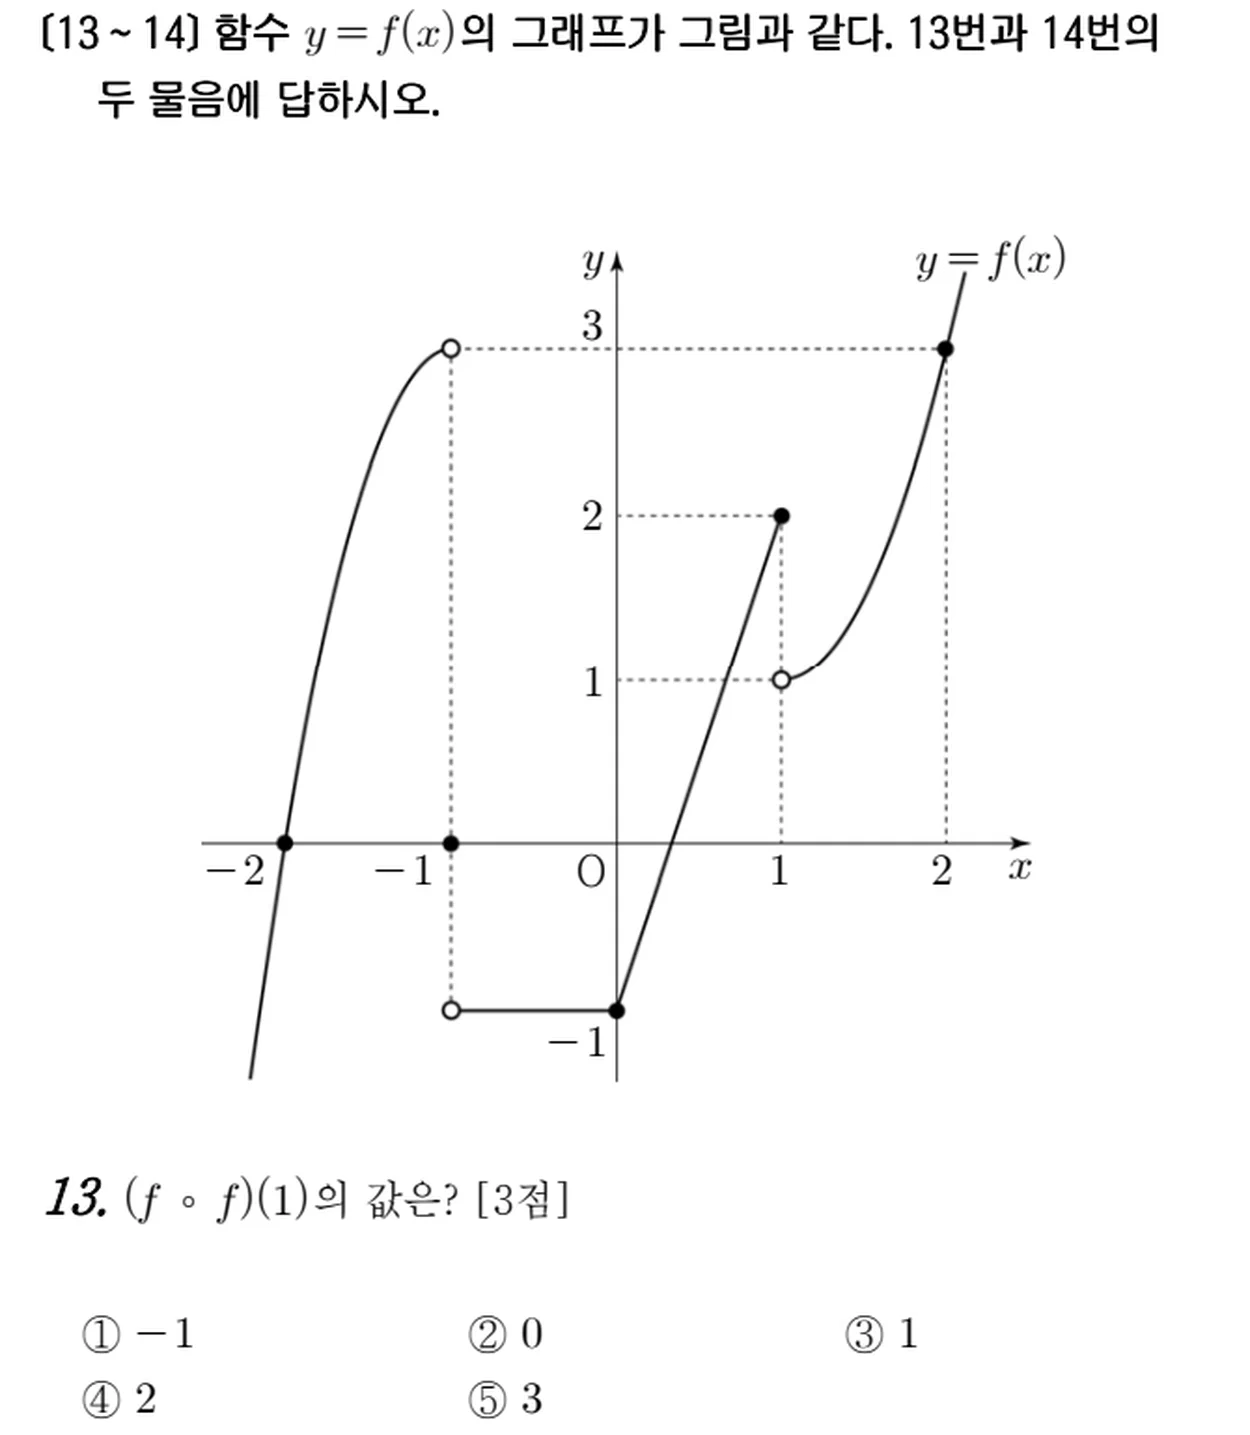 [13 ~ 14] 함수 y = f(x)의 그래프가 그림과 같다. 13번과 14번의
두 물음에 답하시오.
y
y = f(x)
3
2
1
-2
-1
O
1
2
x
-1
13. (f ∘ f)(1)의 값은? [3점]
① -1
② 0
③ 1
④ 2
⑤ 3